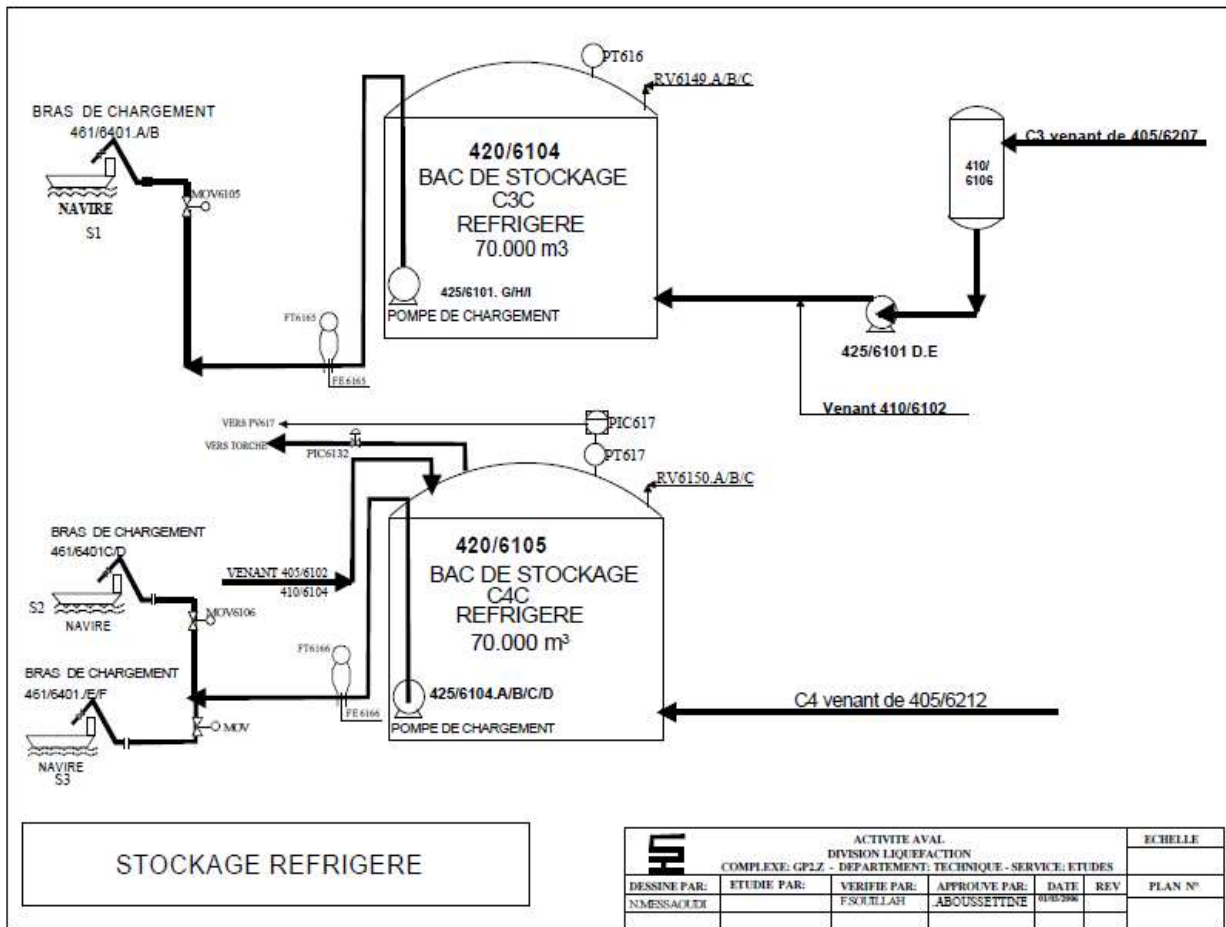 PT616
RV6149.A/B/C
BRAS DE CHARGEMENT
461/6401.A/B
NAVIRE
S1
MOV6105
420/6104
BAC DE STOCKAGE
C3C
REFRIGERE
70.000 m3
425/6101. G/H/I
POMPE DE CHARGEMENT
C3 venant de 405/6207
410/
6106
425/6101 D.E
Venant 410/6102
FT6165
FE6165
VERS PV617
VERS TORCHE
PIC6132
PIC617
PT617
RV6150.A/B/C
BRAS DE CHARGEMENT
461/6401C/D
S2
NAVIRE
MOV6106
VENANT 405/6102
410/6104
420/6105
BAC DE STOCKAGE
C4C
REFRIGERE
70.000 m³
425/6104.A/B/C/D
POMPE DE CHARGEMENT
FT6166
FE6166
BRAS DE CHARGEMENT
461/6401./E/F
NAVIRE
S3
MOV
C4 venant de 405/6212
STOCKAGE REFRIGERE
ACTIVITE AVAL
DIVISION LIQUEFACTION
COMPLEXE: GP2.Z - DEPARTEMENT: TECHNIQUE - SERVICE: ETUDES
ECHELLE
DESSINE PAR: ETUDIE PAR: VERIFIE PAR: APPROUVE PAR: DATE REV PLAN N°
N.MESSAOUDI F.SOUILLAH .ABOUSSETTINE